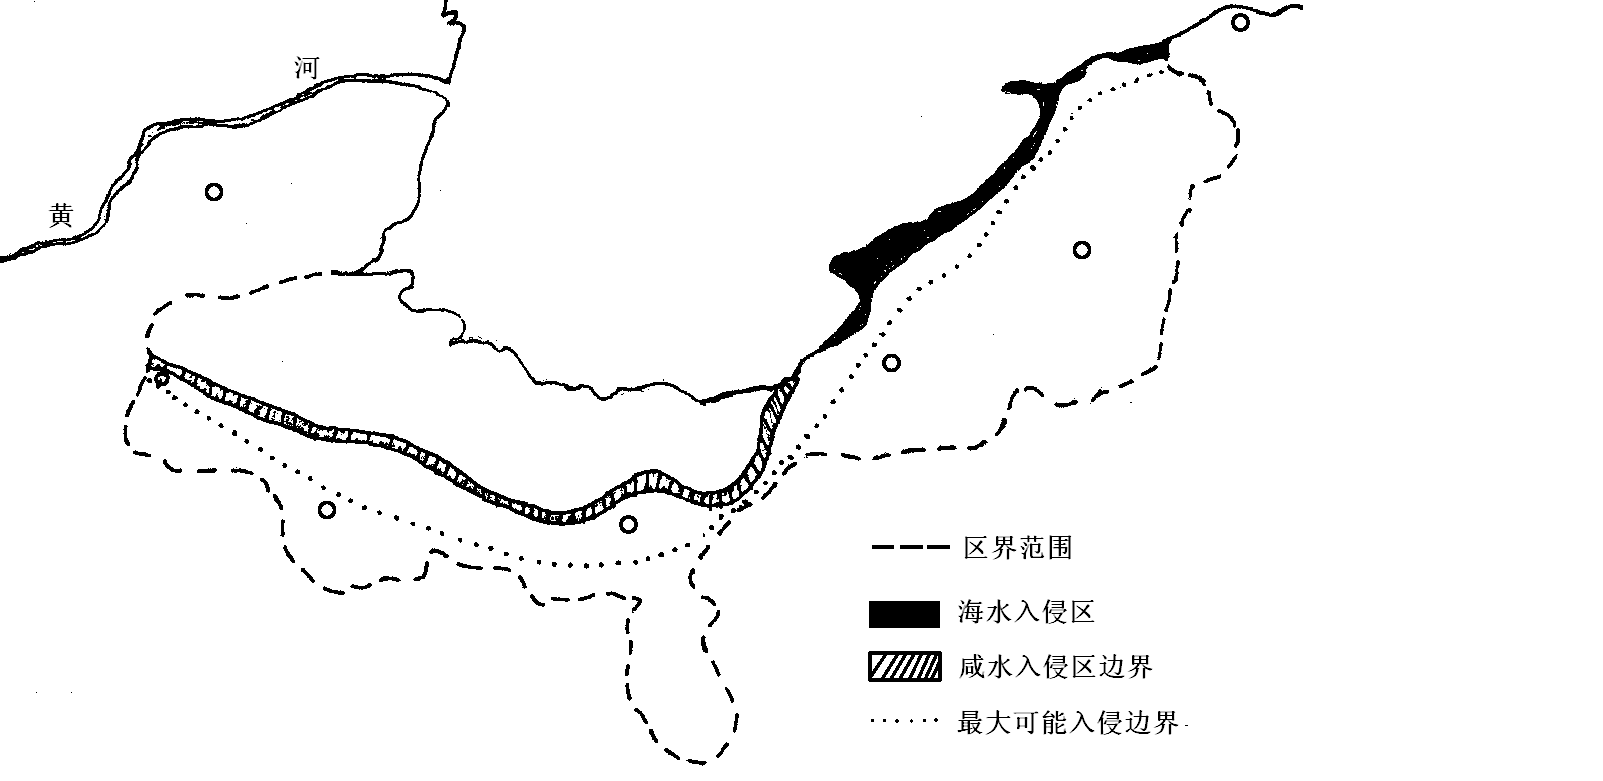 河
黄
区界范围
海水入侵区
咸水入侵区边界
最大可能入侵边界